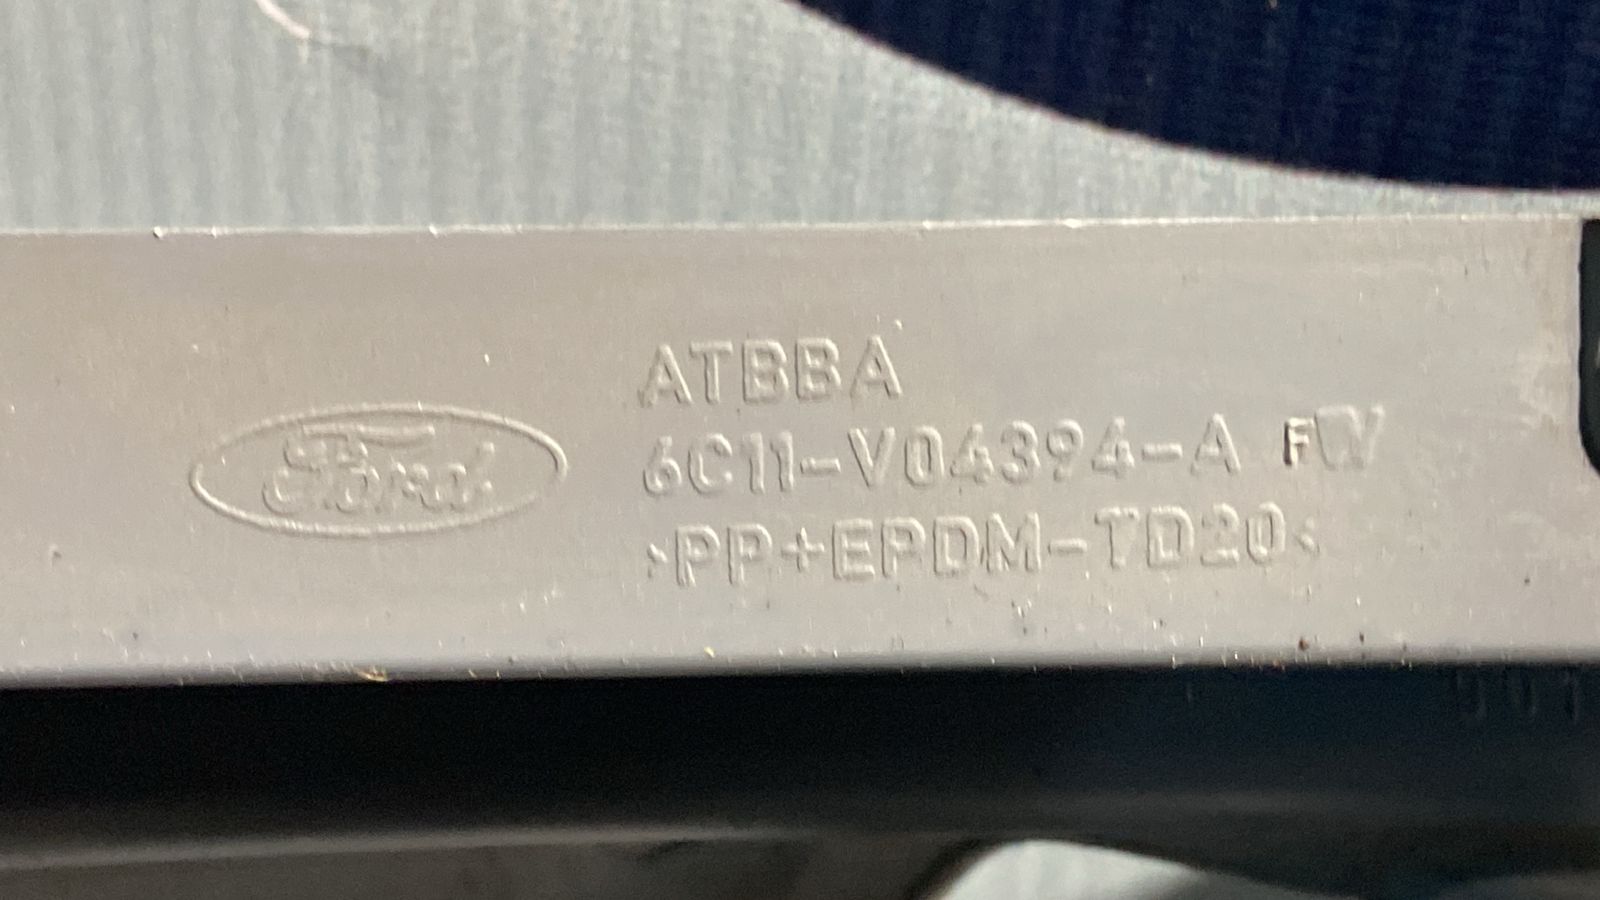 Ford
ATBBA
6C11-V04394-A FW
>PP+EPDM-TD20<